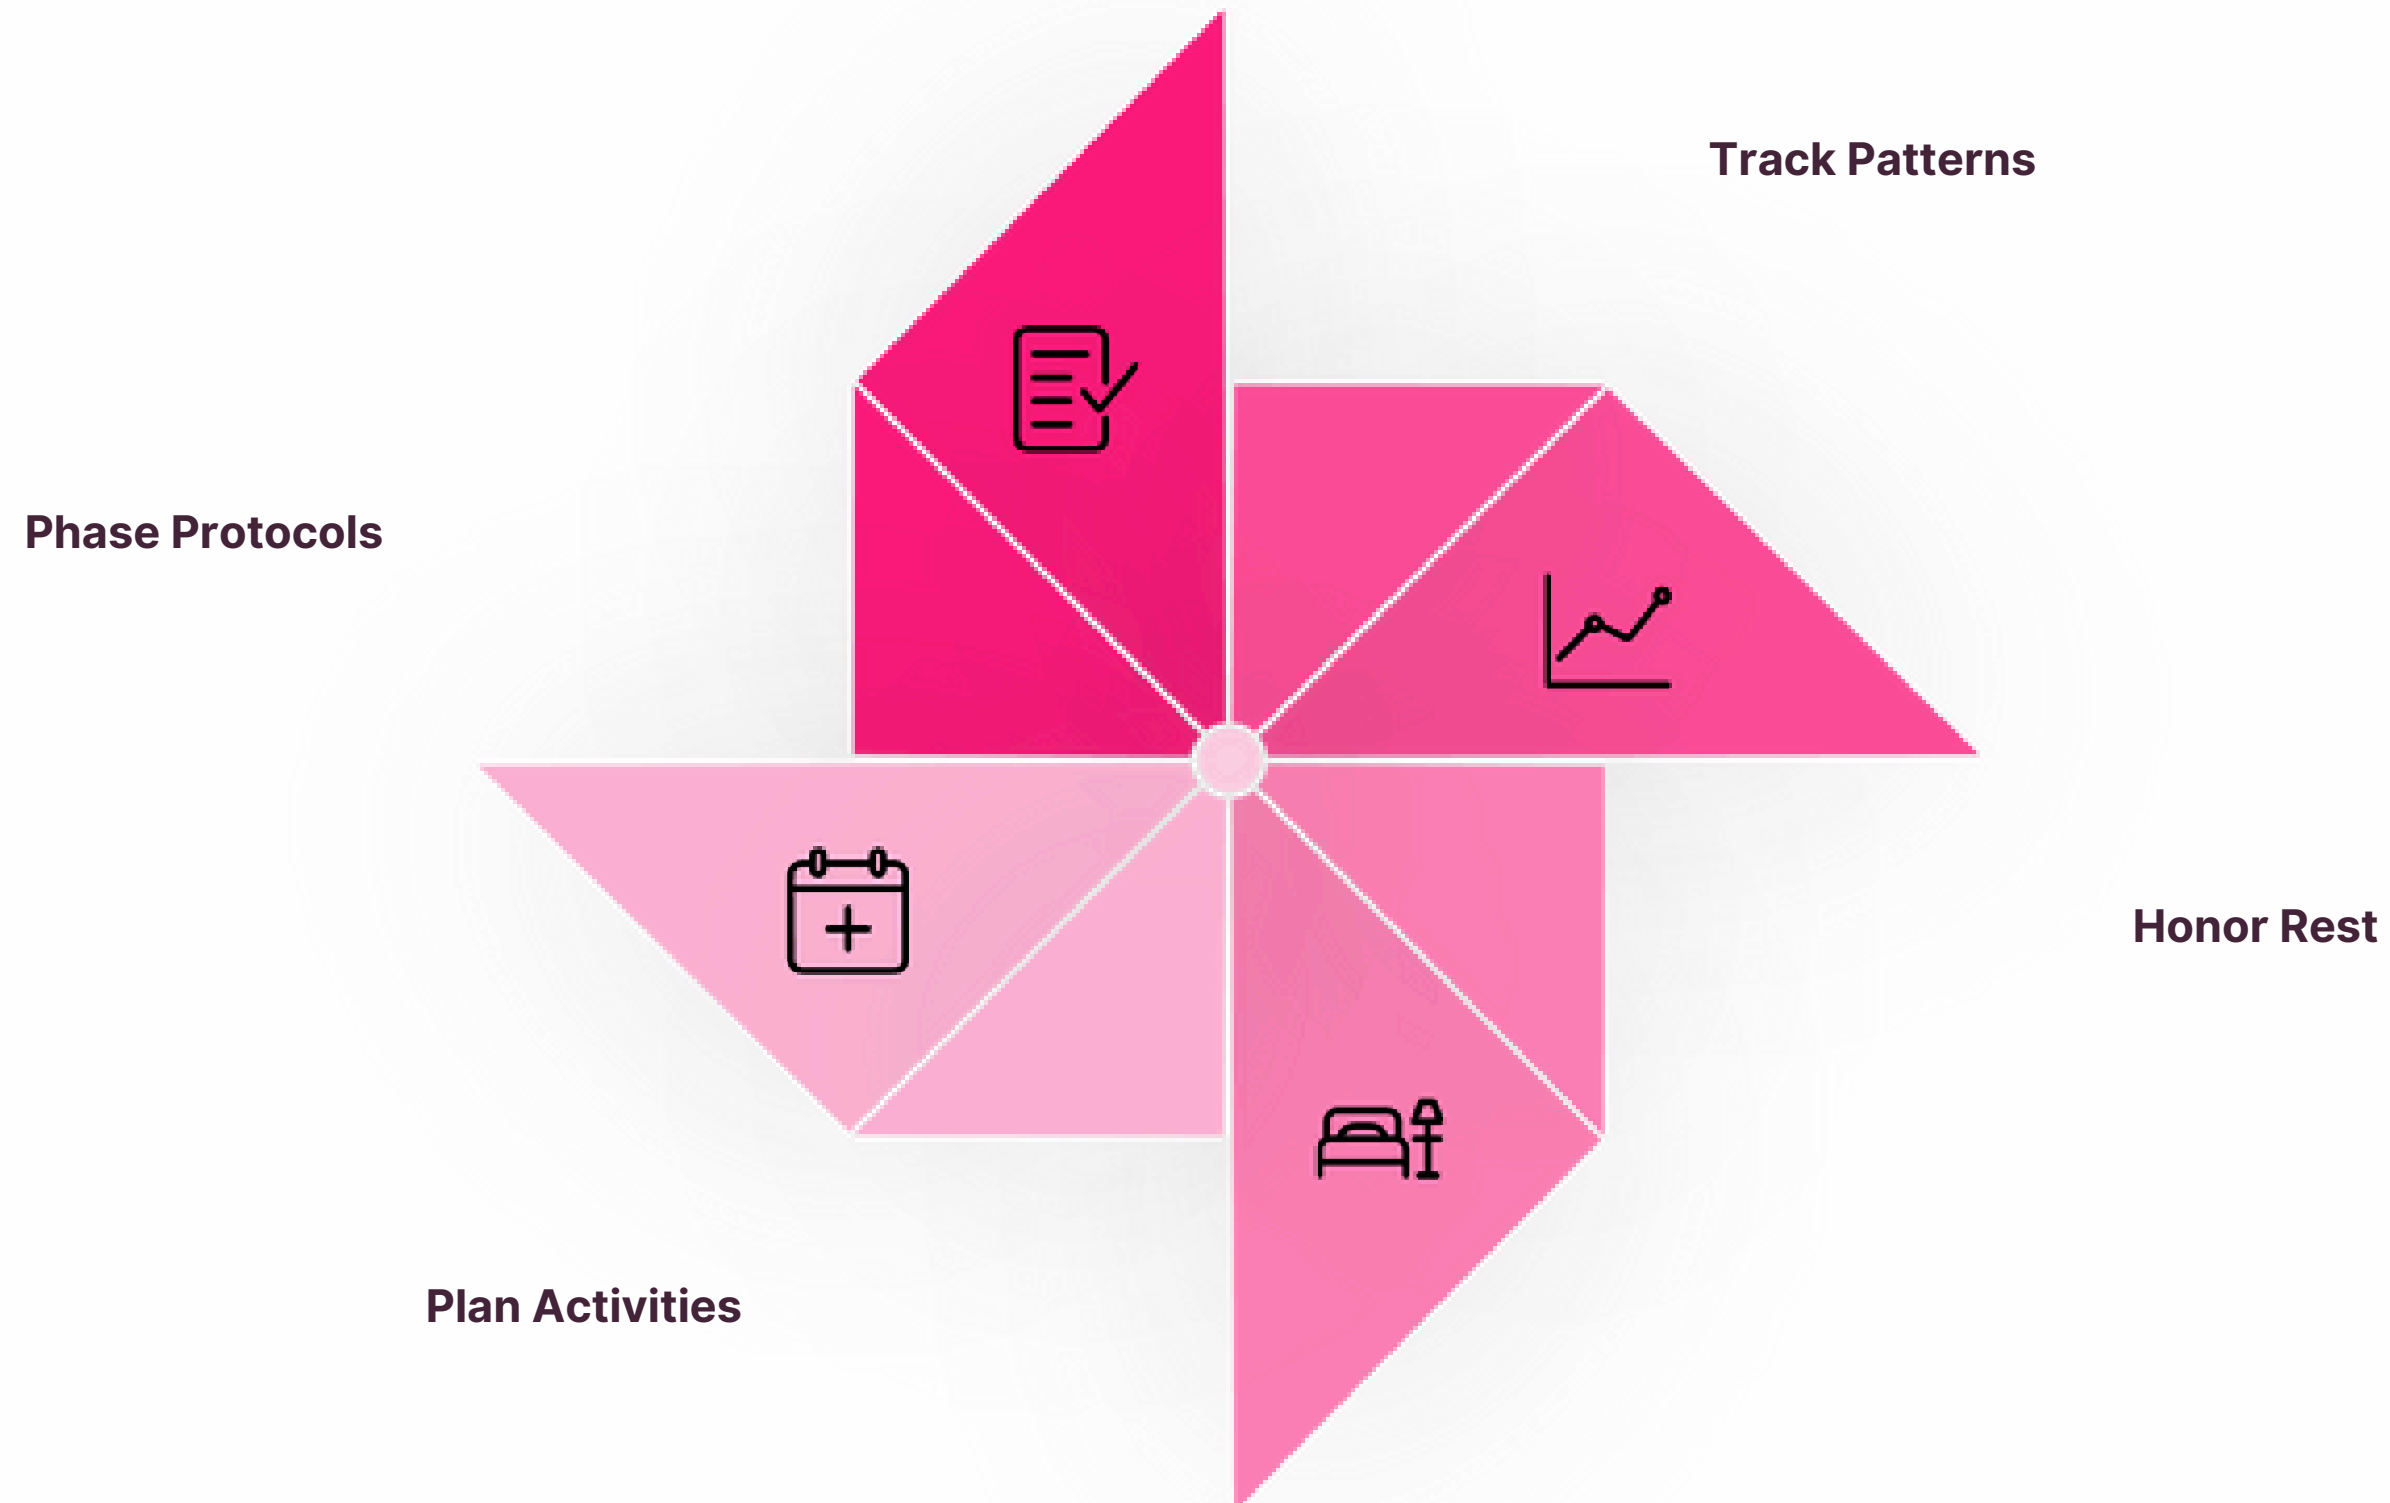 Track Patterns
Phase Protocols
Honor Rest
Plan Activities